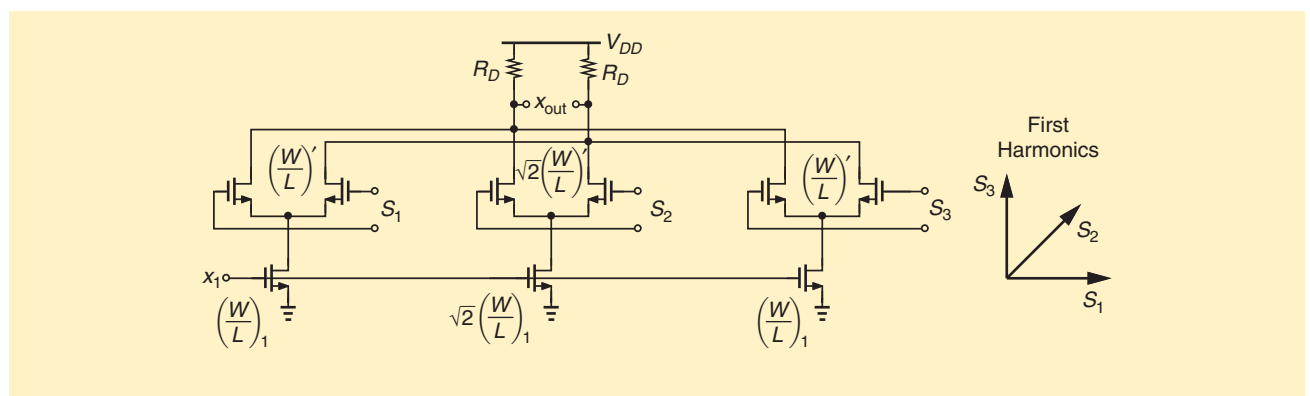 V_DD
R_D
R_D
x_out
First
Harmonics
(W/L)′
√2(W/L)′
(W/L)′
S_1
S_2
S_3
S_3
S_2
S_1
x_1
(W/L)_1
√2(W/L)_1
(W/L)_1